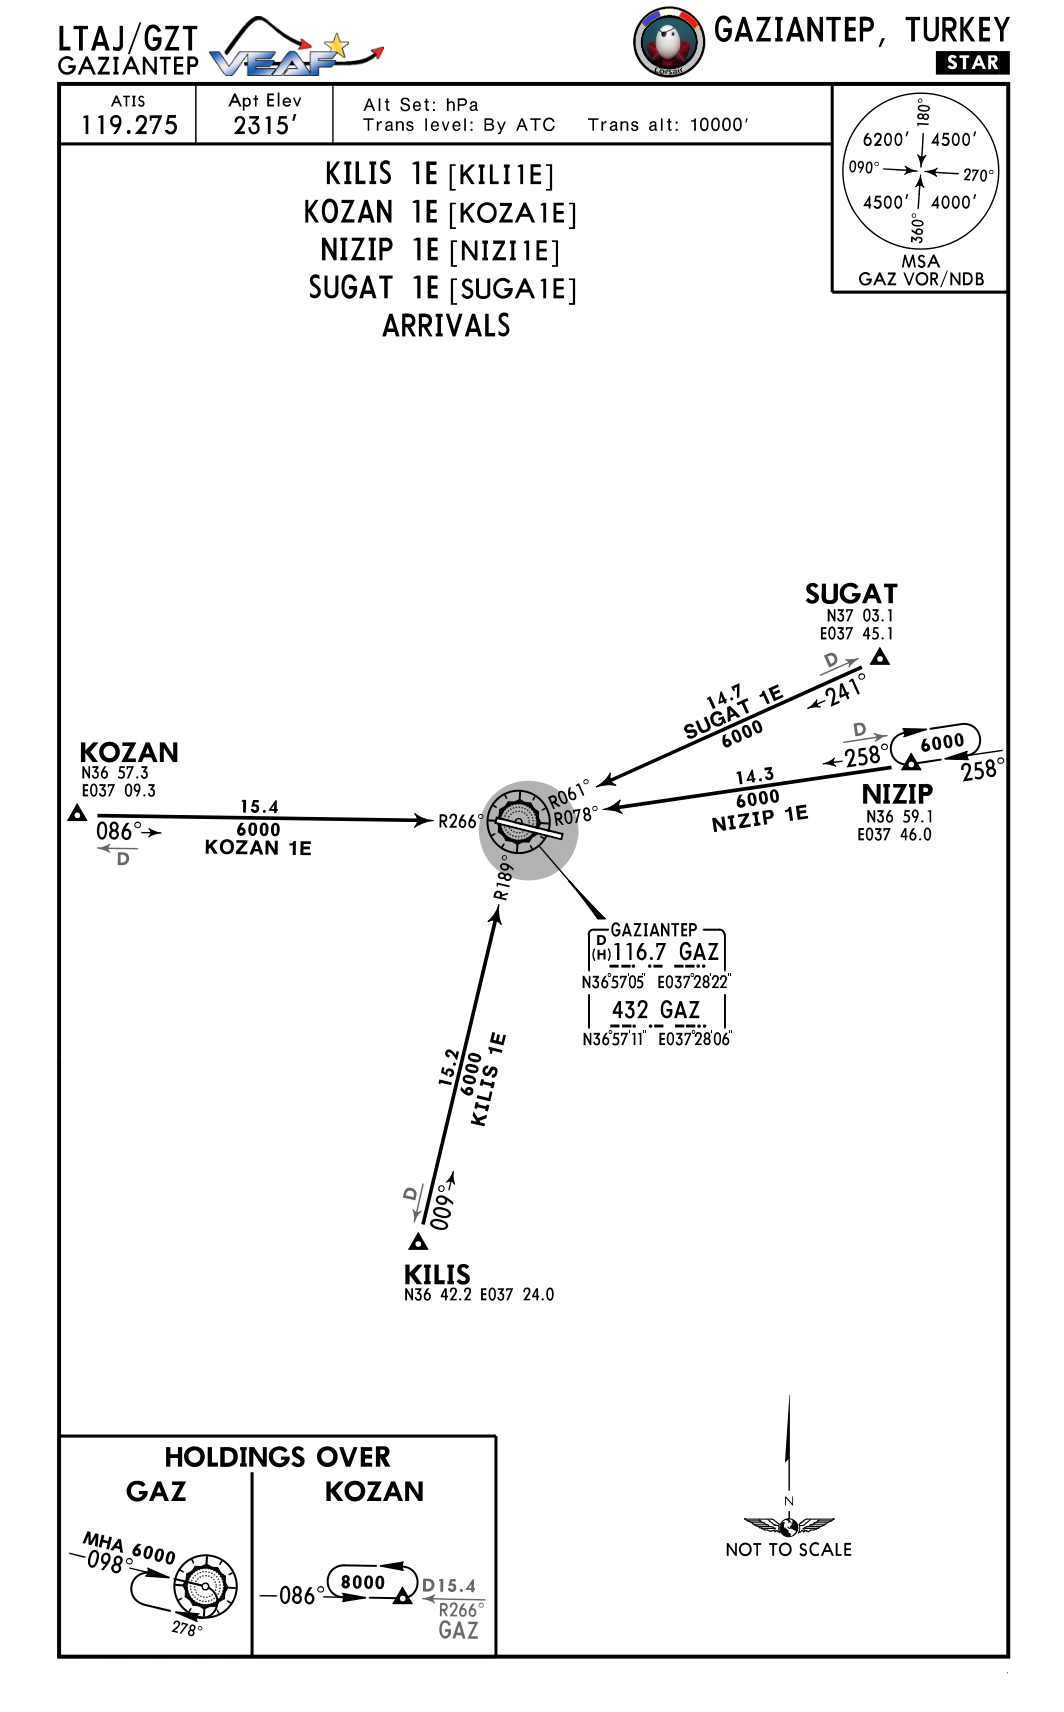 LTAJ/GZT
GAZIANTEP
VEAF
Corsair
GAZIANTEP, TURKEY
STAR
ATIS
119.275
Apt Elev
2315'
Alt Set: hPa
Trans level: By ATC Trans alt: 10000'
180°
6200' 4500'
090° 270°
4500' 4000'
360°
MSA
GAZ VOR/NDB
KILIS 1E [KILI1E]
KOZAN 1E [KOZA1E]
NIZIP 1E [NIZI1E]
SUGAT 1E [SUGA1E]
ARRIVALS
SUGAT
N37 03.1
E037 45.1
D
241°
14.7
SUGAT 1E
6000
D
258°
6000
258°
NIZIP
N36 59.1
E037 46.0
14.3
6000
NIZIP 1E
KOZAN
N36 57.3
E037 09.3
086°
D
15.4
6000
KOZAN 1E
R266°
R061°
R078°
R189°
GAZIANTEP
D
(H) 116.7 GAZ
N36°57'05" E037°28'22"
432 GAZ
N36°57'11" E037°28'06"
15.2
6000
KILIS 1E
D
009°
KILIS
N36 42.2 E037 24.0
HOLDINGS OVER
GAZ
MHA 6000
098°
278°
KOZAN
086°
8000
D15.4
R266°
GAZ
N
NOT TO SCALE